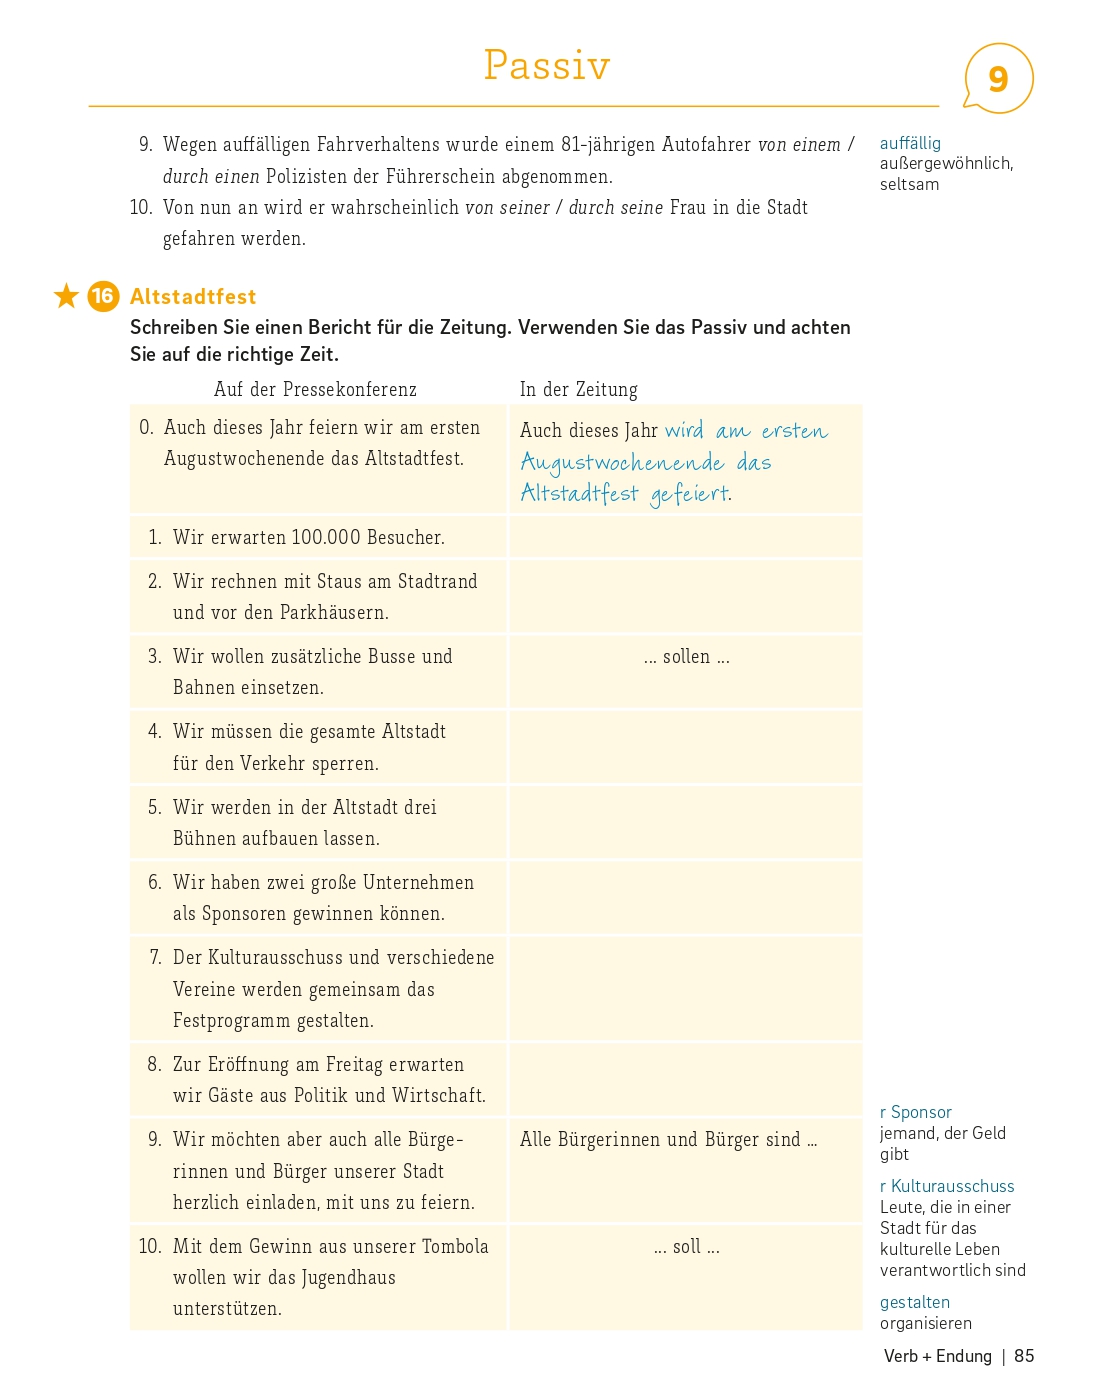 Passiv
9
9. Wegen auffälligen Fahrverhaltens wurde einem 81-jährigen Autofahrer von einem /
durch einen Polizisten der Führerschein abgenommen.
10. Von nun an wird er wahrscheinlich von seiner / durch seine Frau in die Stadt
gefahren werden.
auffällig
außergewöhnlich,
seltsam
16 Altstadtfest
Schreiben Sie einen Bericht für die Zeitung. Verwenden Sie das Passiv und achten
Sie auf die richtige Zeit.
Auf der Pressekonferenz
In der Zeitung
0. Auch dieses Jahr feiern wir am ersten
Augustwochenende das Altstadtfest.
Auch dieses Jahr wird am ersten
Augustwochenende das
Altstadtfest gefeiert.
1. Wir erwarten 100.000 Besucher.
2. Wir rechnen mit Staus am Stadtrand
und vor den Parkhäusern.
3. Wir wollen zusätzliche Busse und
Bahnen einsetzen.
... sollen ...
4. Wir müssen die gesamte Altstadt
für den Verkehr sperren.
5. Wir werden in der Altstadt drei
Bühnen aufbauen lassen.
6. Wir haben zwei große Unternehmen
als Sponsoren gewinnen können.
7. Der Kulturausschuss und verschiedene
Vereine werden gemeinsam das
Festprogramm gestalten.
8. Zur Eröffnung am Freitag erwarten
wir Gäste aus Politik und Wirtschaft.
9. Wir möchten aber auch alle Bürge-
rinnen und Bürger unserer Stadt
herzlich einladen, mit uns zu feiern.
Alle Bürgerinnen und Bürger sind ...
10. Mit dem Gewinn aus unserer Tombola
wollen wir das Jugendhaus
unterstützen.
... soll ...
r Sponsor
jemand, der Geld
gibt
r Kulturausschuss
Leute, die in einer
Stadt für das
kulturelle Leben
verantwortlich sind
gestalten
organisieren
Verb + Endung | 85